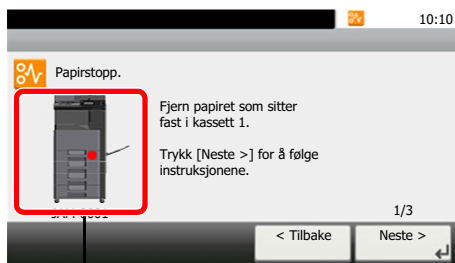 10:10
Papirstopp.
Fjern papiret som sitter
fast i kassett 1.
Trykk [Neste >] for å følge
instruksjonene.
1/3
< Tilbake
Neste >